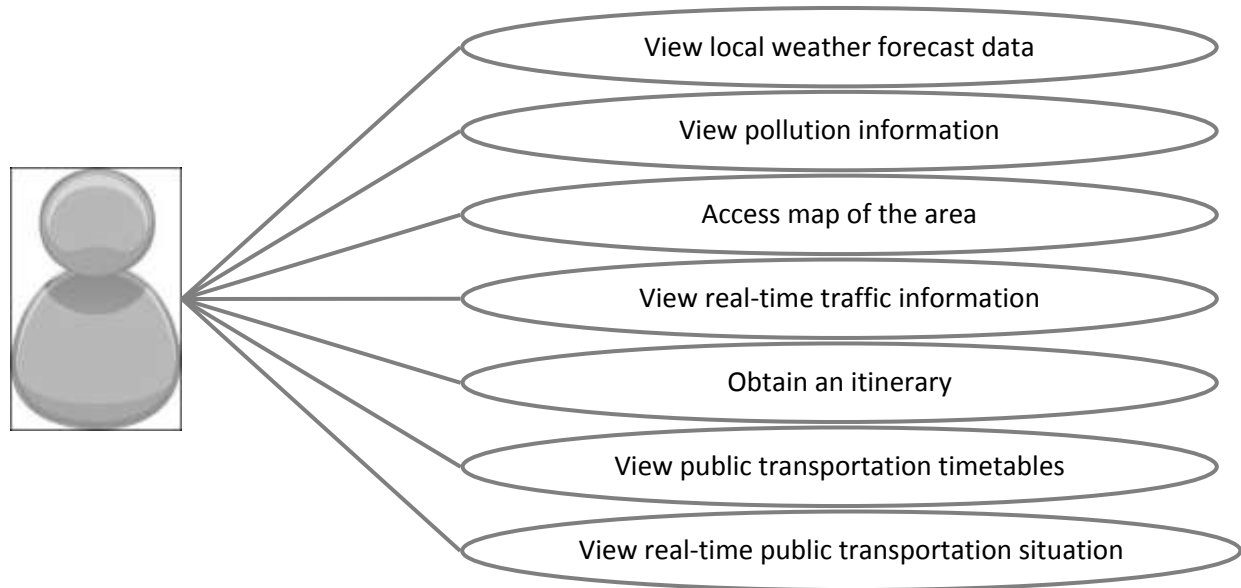 View local weather forecast data
View pollution information
Access map of the area
View real-time traffic information
Obtain an itinerary
View public transportation timetables
View real-time public transportation situation